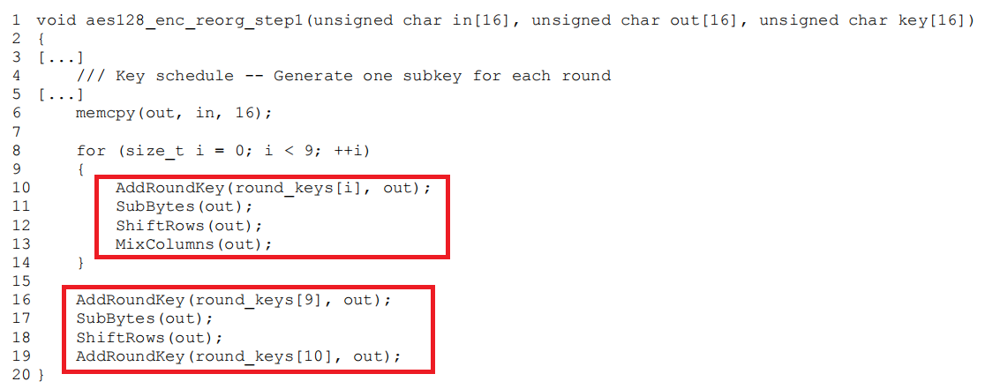 1 void aes128_enc_reorg_step1(unsigned char in[16], unsigned char out[16], unsigned char key[16])
2 {
3 [...]
4     /// Key schedule -- Generate one subkey for each round
5 [...]
6     memcpy(out, in, 16);
7
8     for (size_t i = 0; i < 9; ++i)
9     {
10         AddRoundKey(round_keys[i], out);
11         SubBytes(out);
12         ShiftRows(out);
13         MixColumns(out);
14     }
15
16     AddRoundKey(round_keys[9], out);
17     SubBytes(out);
18     ShiftRows(out);
19     AddRoundKey(round_keys[10], out);
20 }